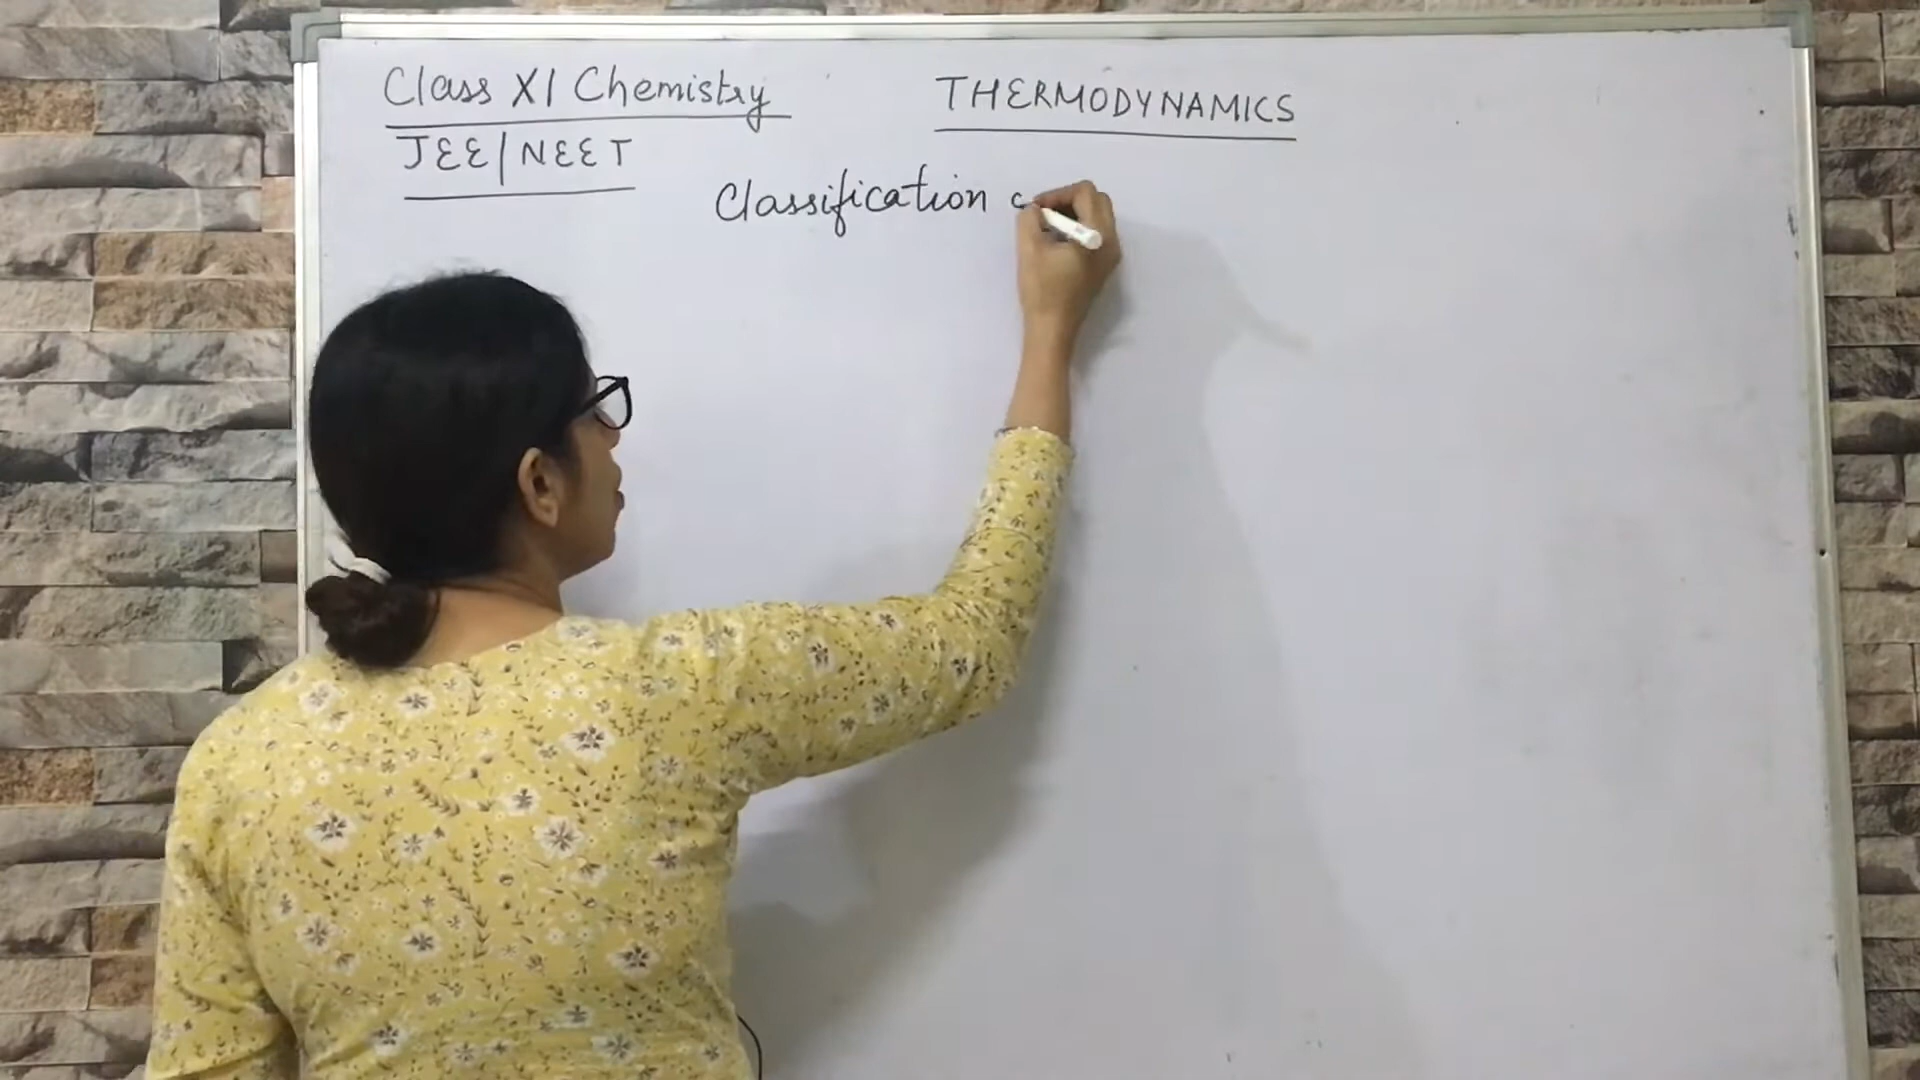 Class XI Chemistry
THERMODYNAMICS
JEE/NEET
Classification